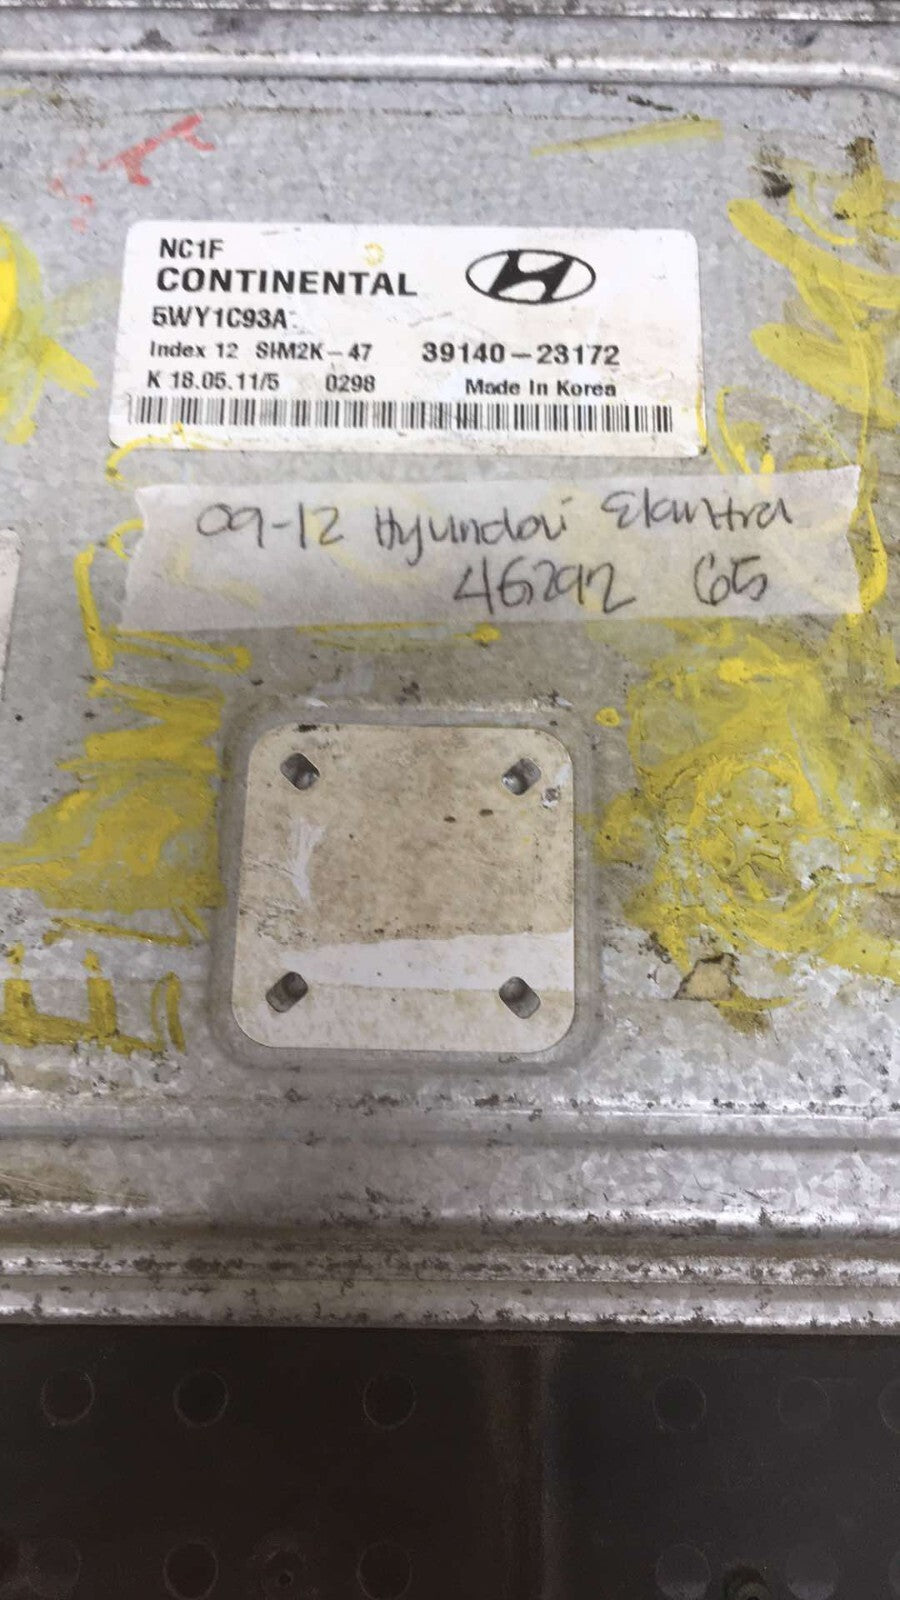 NC1F
CONTINENTAL
5WY1C93A
Index 12 SIM2K-47 39140-23172
K 18.05.11/5 0298 Made In Korea
09-12 Hyundai Elantra
46292 65